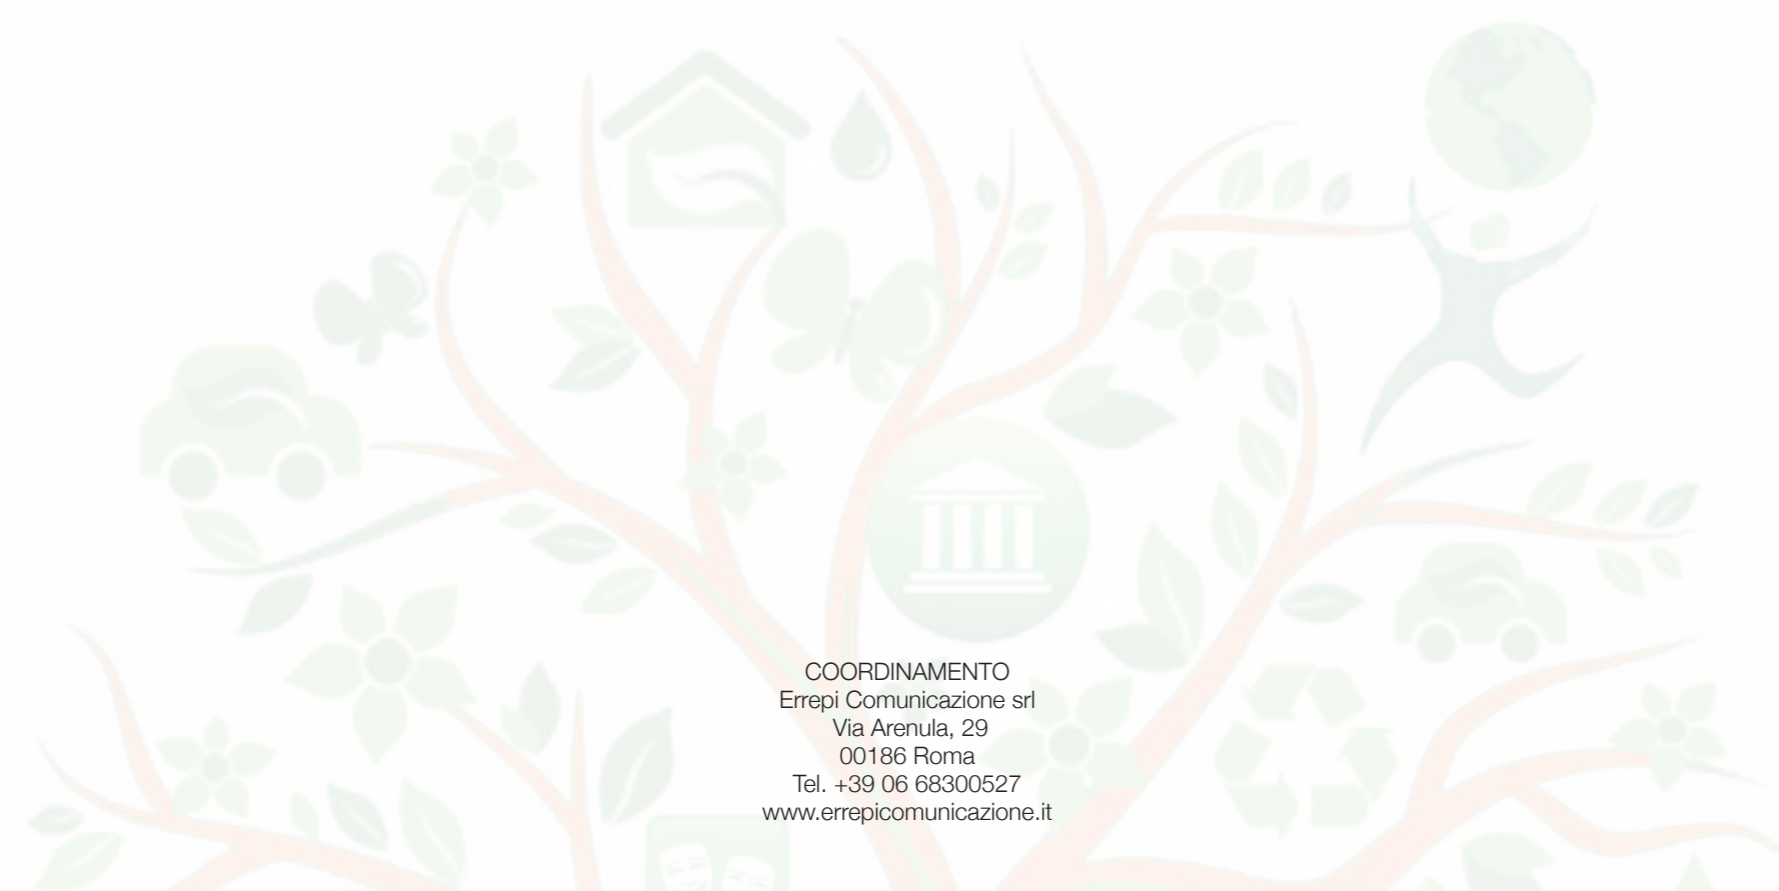 COORDINAMENTO
Errepi Comunicazione srl
Via Arenula, 29
00186 Roma
Tel. +39 06 68300527
www.errepicomunicazione.it